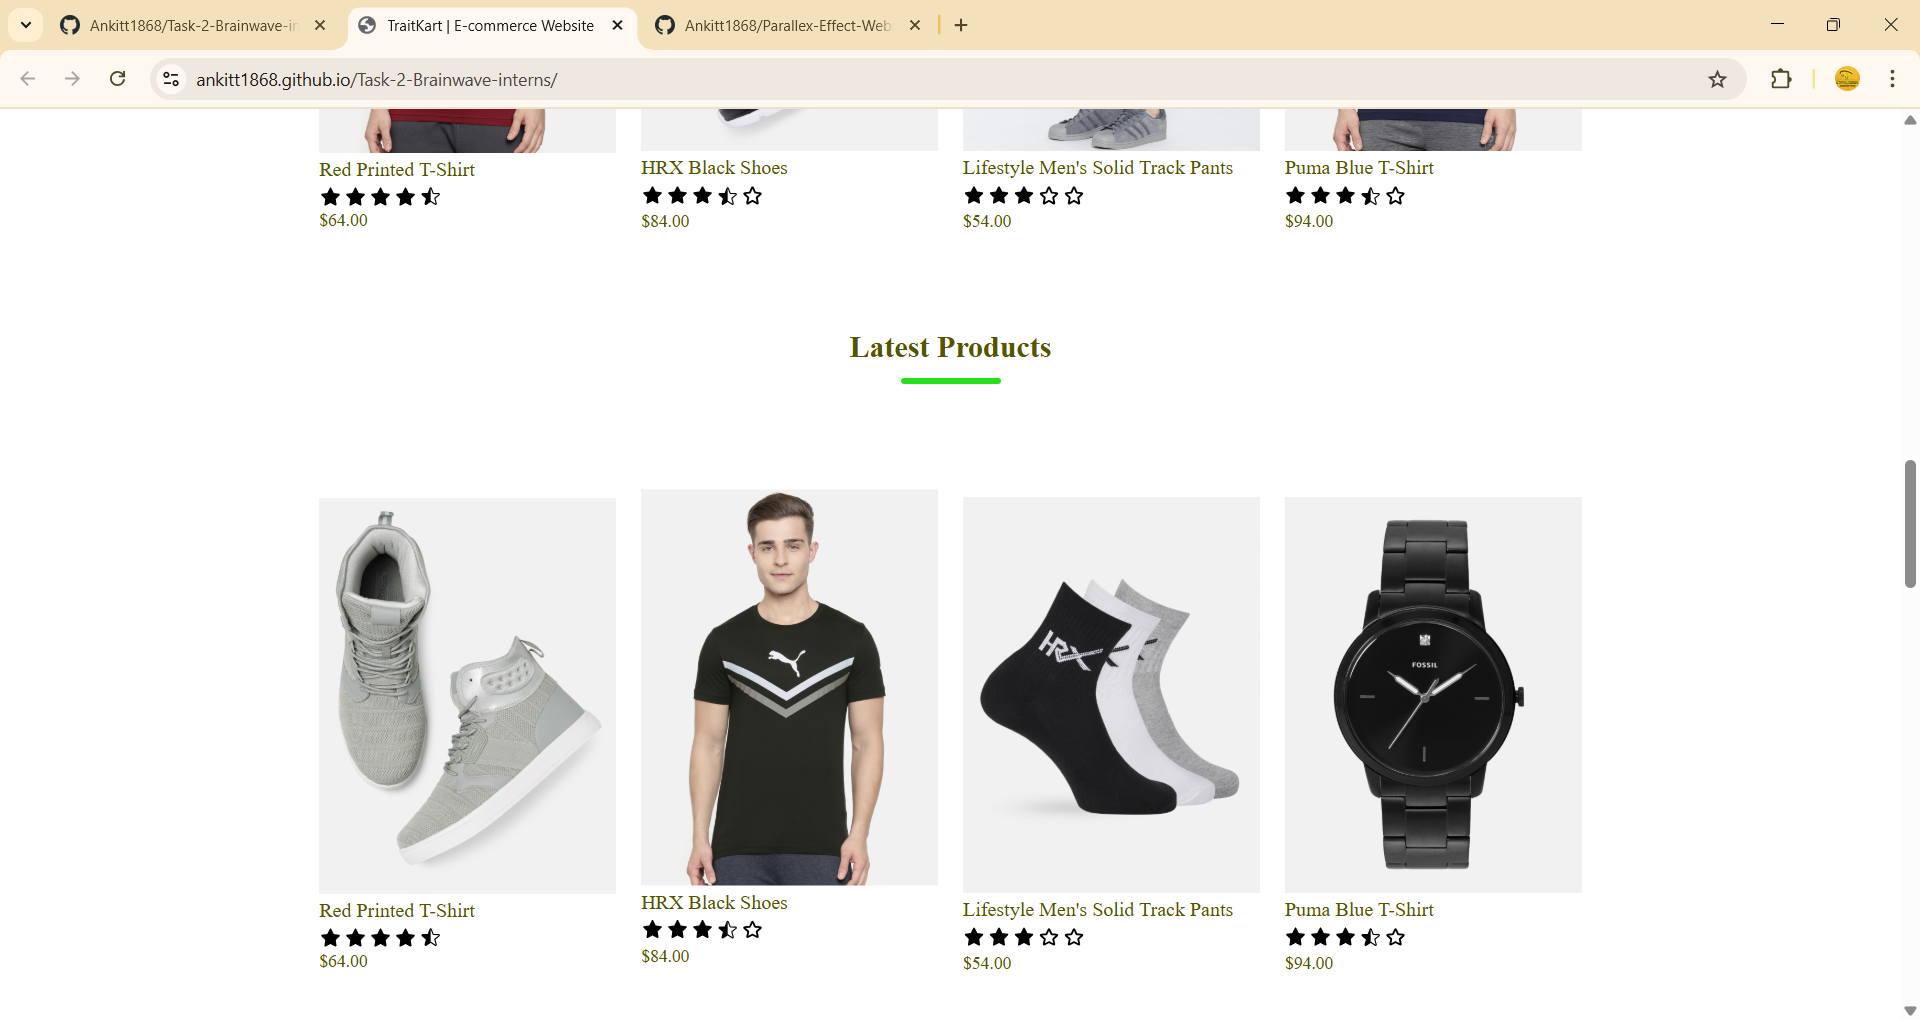 Ankitt1868/Task-2-Brainwave-in
TraitKart | E-commerce Website
Ankitt1868/Parallex-Effect-Web
ankitt1868.github.io/Task-2-Brainwave-interns/
Red Printed T-Shirt
HRX Black Shoes
Lifestyle Men's Solid Track Pants
Puma Blue T-Shirt
$64.00
$84.00
$54.00
$94.00
Latest Products
HRX
FOSSIL
Red Printed T-Shirt
HRX Black Shoes
Lifestyle Men's Solid Track Pants
Puma Blue T-Shirt
$64.00
$84.00
$54.00
$94.00